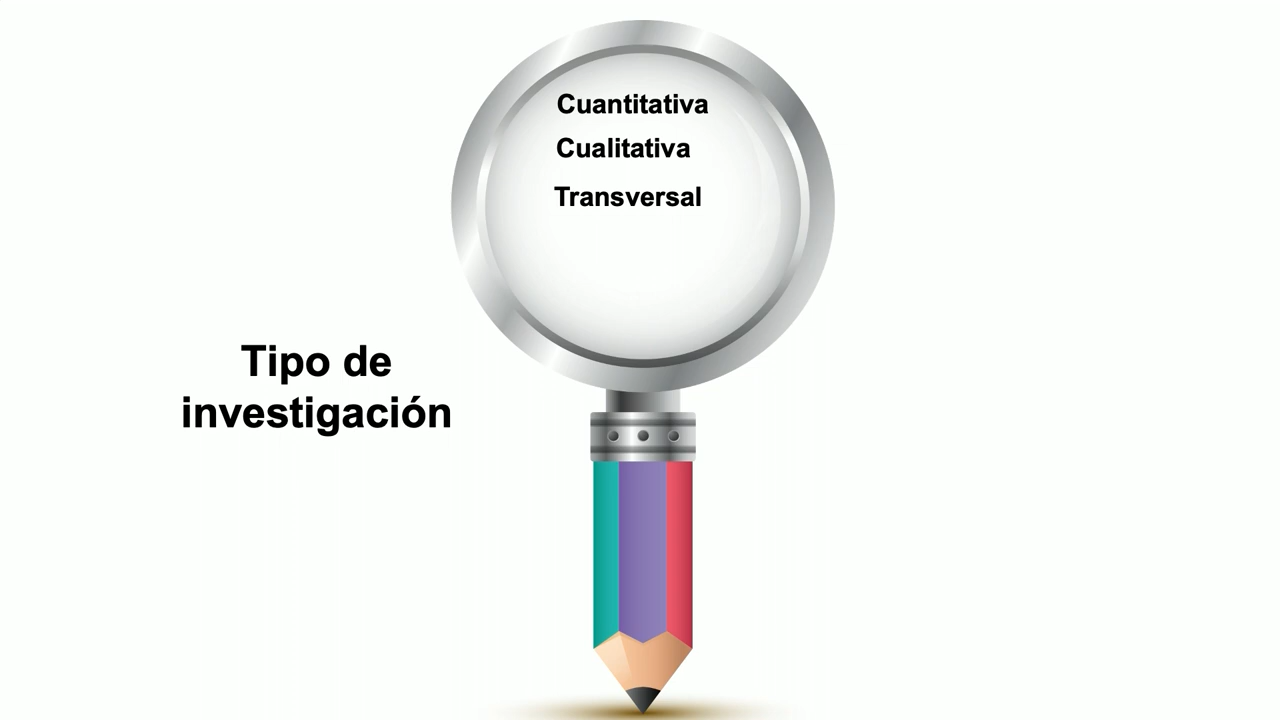 Cuantitativa
Cualitativa
Transversal
Tipo de
investigación